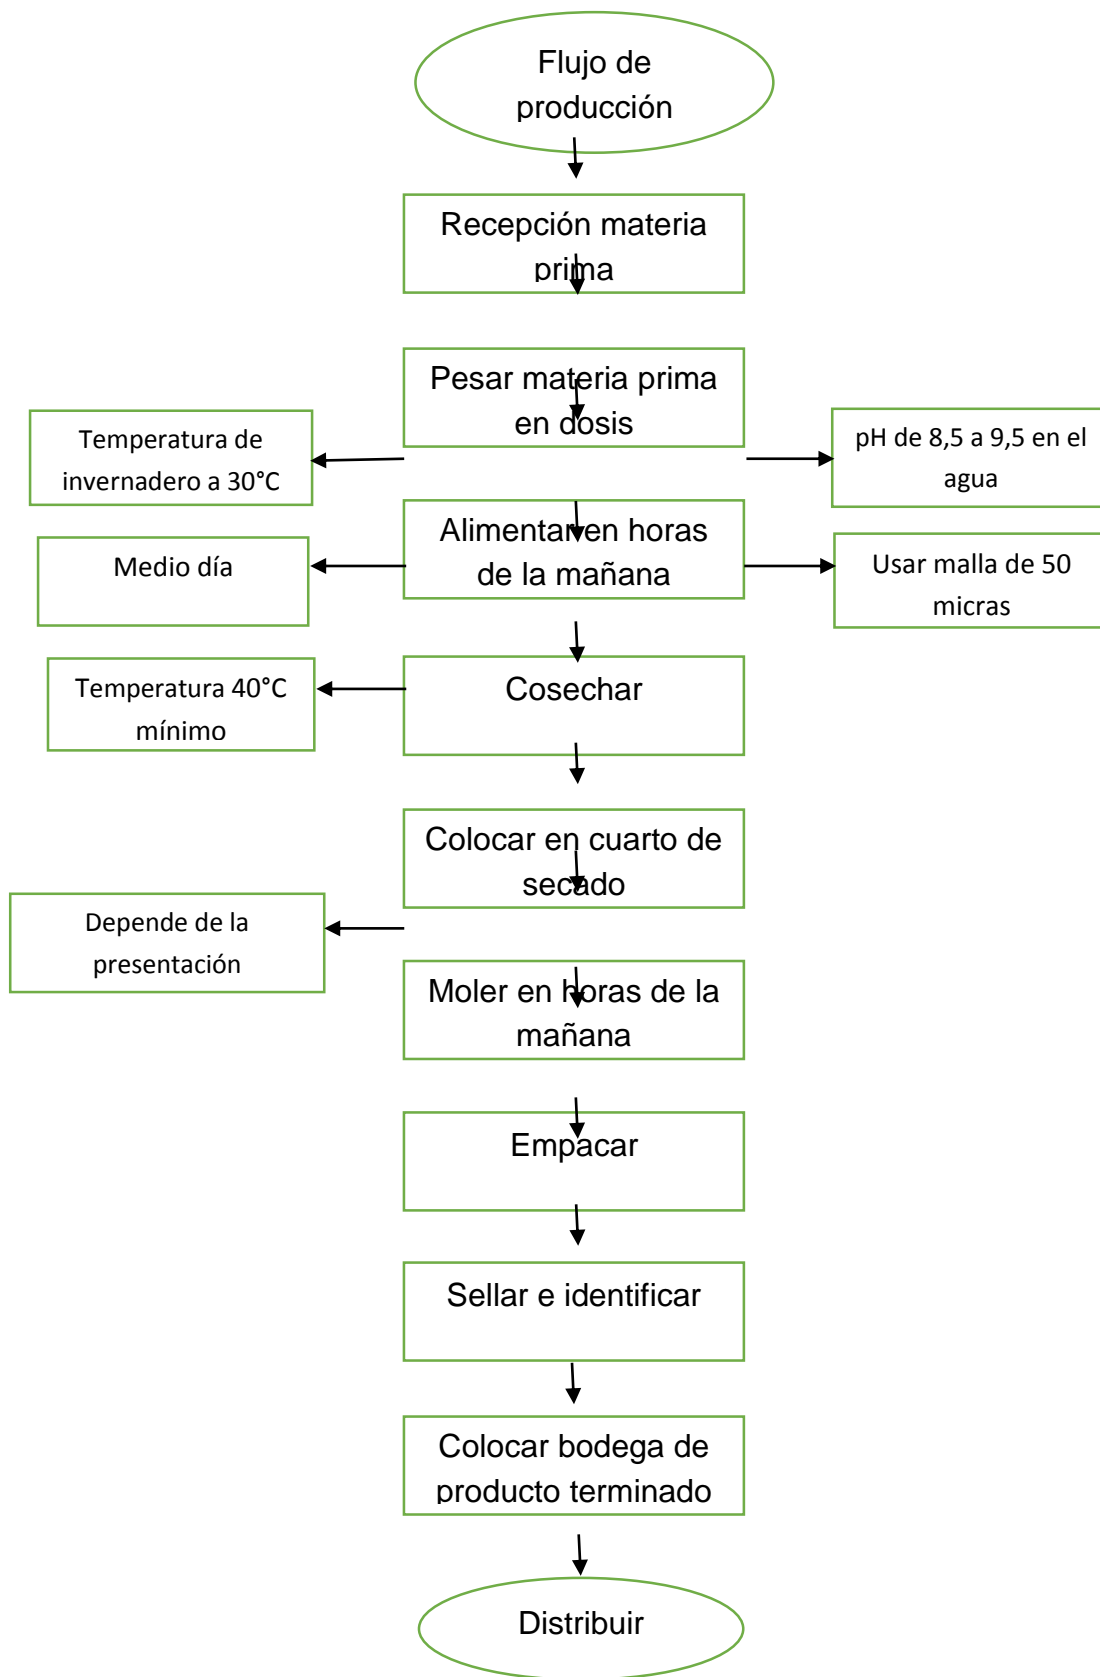 Flujo de
producción
Recepción materia
prima
Pesar materia prima
en dosis
Temperatura de
invernadero a 30°C
pH de 8,5 a 9,5 en el
agua
Alimentar en horas
de la mañana
Medio día
Usar malla de 50
micras
Cosechar
Temperatura 40°C
mínimo
Colocar en cuarto de
secado
Depende de la
presentación
Moler en horas de la
mañana
Empacar
Sellar e identificar
Colocar bodega de
producto terminado
Distribuir